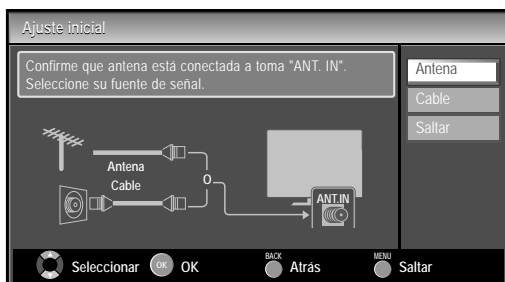 Ajuste inicial
Confirme que antena está conectada a toma "ANT. IN".
Seleccione su fuente de señal.
Antena
Cable
Saltar
Antena
Cable
O
ANT.IN
Seleccionar OK OK BACK Atrás MENU Saltar